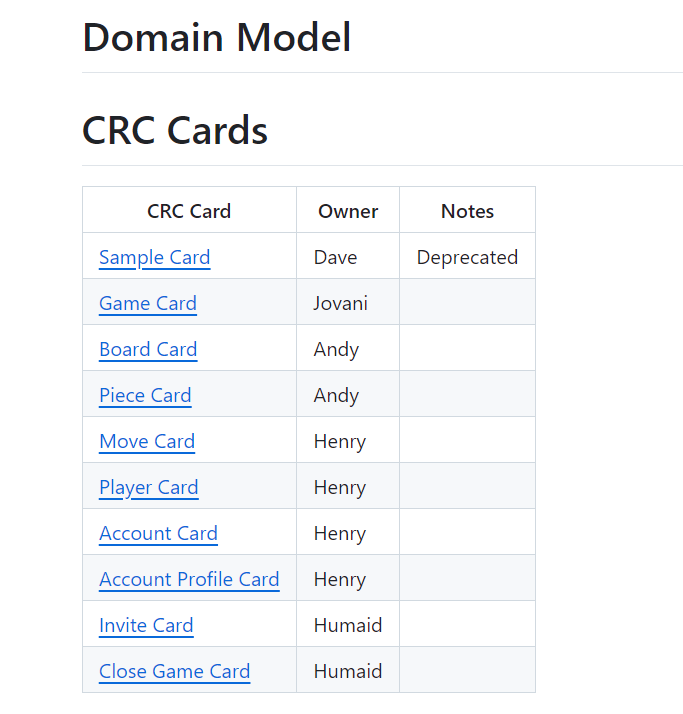 Domain Model
CRC Cards
CRC Card Owner Notes
Sample Card Dave Deprecated
Game Card Jovani
Board Card Andy
Piece Card Andy
Move Card Henry
Player Card Henry
Account Card Henry
Account Profile Card Henry
Invite Card Humaid
Close Game Card Humaid